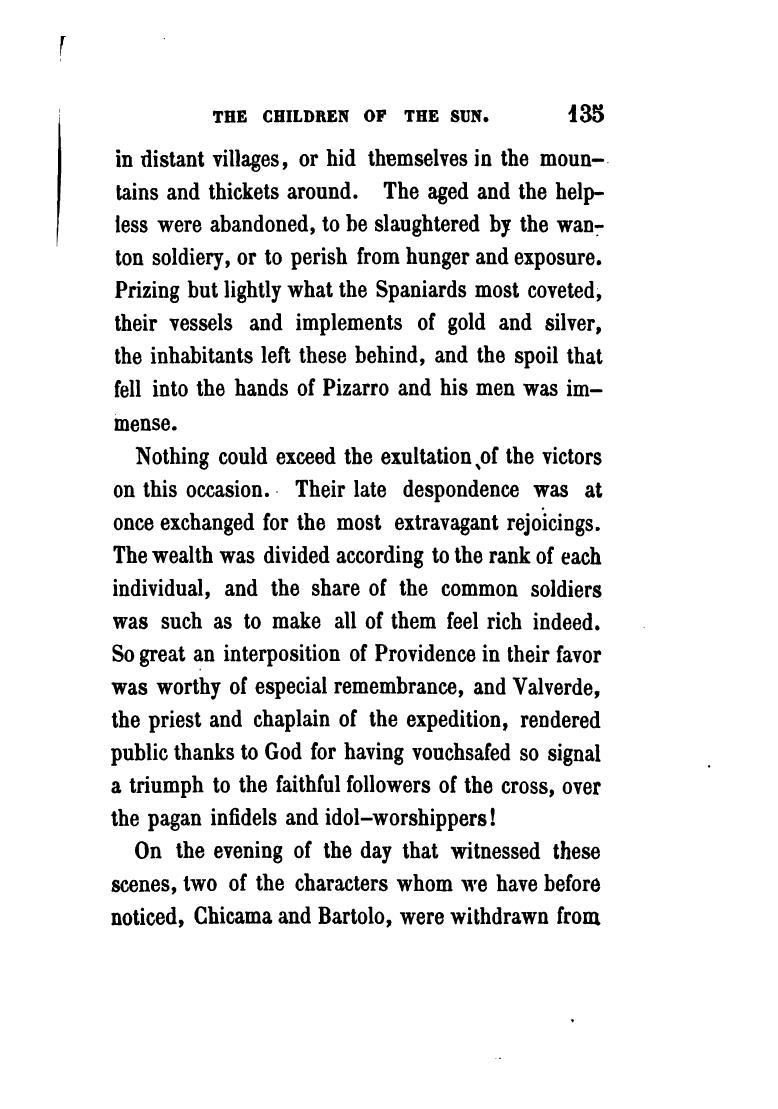 THE CHILDREN OF THE SUN. 135
in distant villages, or hid themselves in the moun-
tains and thickets around. The aged and the help-
less were abandoned, to be slaughtered by the wan-
ton soldiery, or to perish from hunger and exposure.
Prizing but lightly what the Spaniards most coveted,
their vessels and implements of gold and silver,
the inhabitants left these behind, and the spoil that
fell into the hands of Pizarro and his men was im-
mense.
Nothing could exceed the exultation of the victors
on this occasion. Their late despondence was at
once exchanged for the most extravagant rejoicings.
The wealth was divided according to the rank of each
individual, and the share of the common soldiers
was such as to make all of them feel rich indeed.
So great an interposition of Providence in their favor
was worthy of especial remembrance, and Valverde,
the priest and chaplain of the expedition, rendered
public thanks to God for having vouchsafed so signal
a triumph to the faithful followers of the cross, over
the pagan infidels and idol-worshippers!
On the evening of the day that witnessed these
scenes, two of the characters whom we have before
noticed, Chicama and Bartolo, were withdrawn from